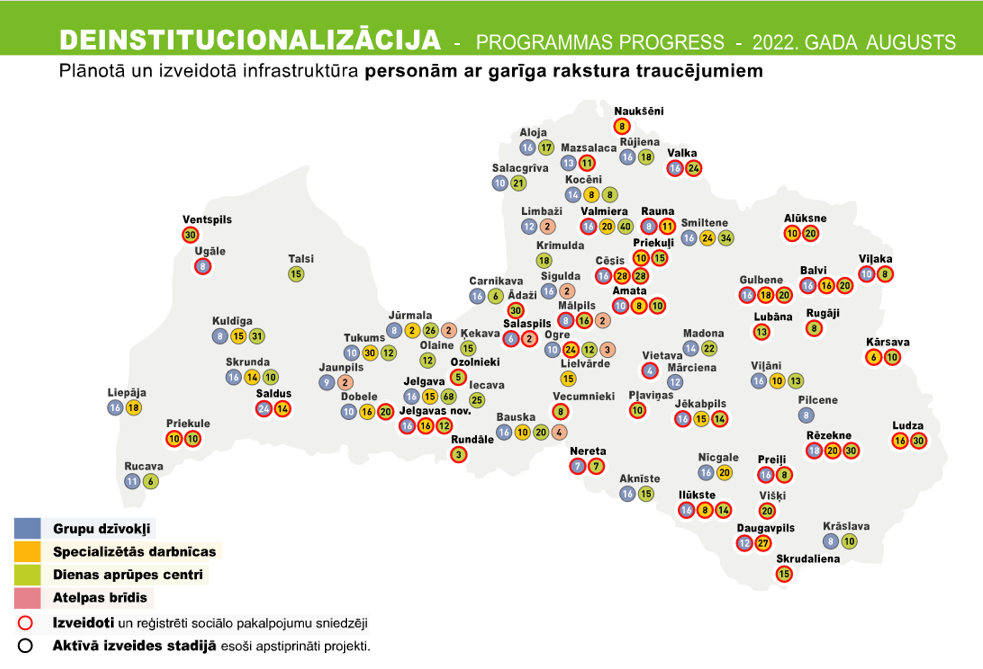 DEINSTITUCIONALIZĀCIJA - PROGRAMMAS PROGRESS - 2022. GADA AUGUSTS
Plānotā un izveidotā infrastruktūra personām ar garīga rakstura traucējumiem
Naukšēni
8
Aloja
16 17
Mazsalaca
13 11
Rūjiena
16 18
Valka
16 24
Salacgrīva
10 21
Kocēni
14 8 8
Limbaži
12 2
Valmiera
16 20 40
Rauna
8 11
Smiltene
16 24 34
Alūksne
10 20
Ventspils
30
Ugāle
8
Talsi
15
Krimulda
18
Priekuļi
10 15
Cēsis
16 28 28
Sigulda
16 2
Carnikava
16 6
Ādaži
30
Amata
10 8 10
Gulbene
16 18 20
Balvi
16 16 20
Viļaka
10 8
Mālpils
8 16 2
Lubāna
13
Rugāji
8
Kuldīga
8 15 31
Jūrmala
8 2 26 2
Salaspils
6 2
Tukums
10 30 12
Olaine
12
Ķekava
15
Ogre
10 24 12 3
Madona
14 22
Kārsava
6 10
Skrunda
16 14 10
Jaunpils
9 2
Ozolnieki
5
Lielvārde
15
Vietava
4
Mārciena
12
Viļāni
16 10 13
Liepāja
16 18
Saldus
24 14
Dobele
10 16 20
Jelgava
16 15 68
Iecava
25
Vecumnieki
8
Pļaviņas
10
Jēkabpils
16 15 14
Pilcene
8
Jelgavas nov.
16 16 12
Priekule
10 10
Bauska
16 10 20 4
Rundāle
3
Rēzekne
18 20 30
Ludza
16 30
Rucava
11 6
Nereta
7 7
Nīcgale
16 20
Preiļi
16 8
Aknīste
16 15
Ilūkste
16 8 14
Višķi
20
Daugavpils
12 27
Krāslava
8 10
Skrudaliena
15
Grupu dzīvokļi
Specializētās darbnīcas
Dienas aprūpes centri
Atelpas brīdis
Izveidoti un reģistrēti sociālo pakalpojumu sniedzēji
Aktīvā izveides stadijā esoši apstiprināti projekti.